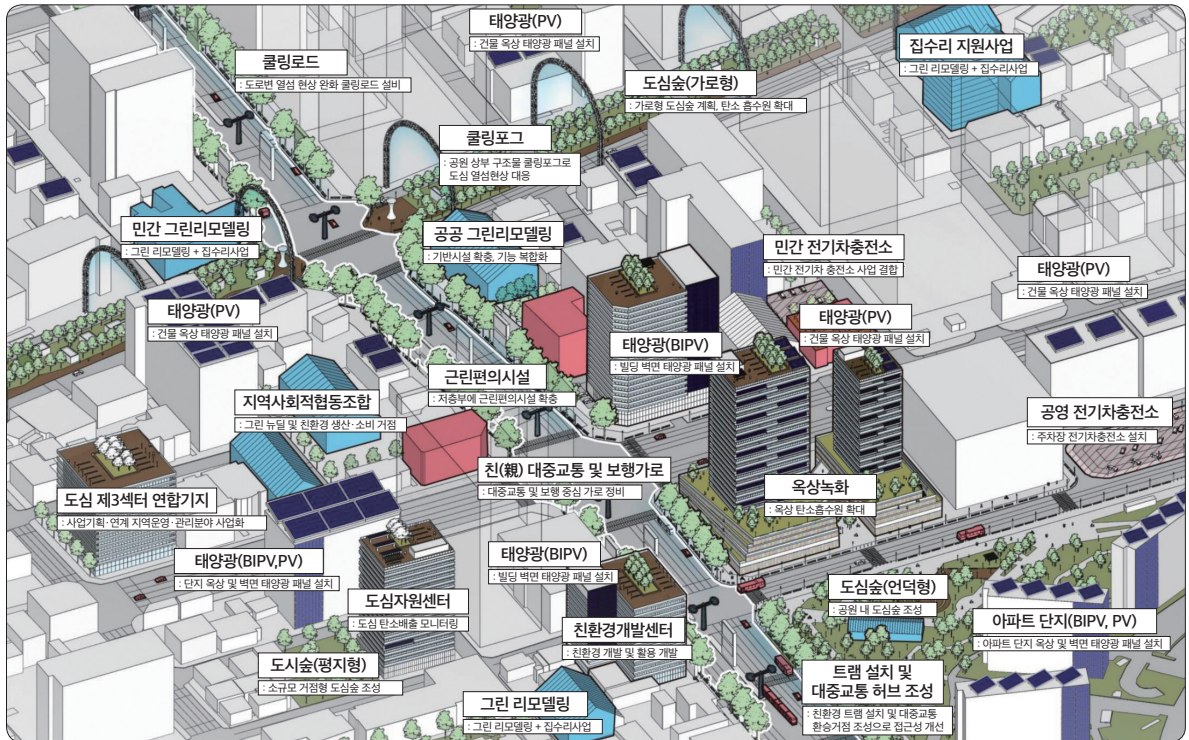 태양광(PV)
: 건물 옥상 태양광 패널 설치
집수리 지원사업
: 그린 리모델링 + 집수리사업
쿨링로드
: 도로변 열섬 현상 완화 쿨링로드 설비
도심숲(가로형)
: 가로형 도심숲 계획, 탄소 흡수원 확대
쿨링포그
: 공원 상부 구조물 쿨링포그로
도심 열섬현상 대응
민간 그린리모델링
: 그린 리모델링 + 집수리사업
공공 그린리모델링
: 기반시설 확충, 기능 복합화
민간 전기차충전소
: 민간 전기차 충전소 사업 결합
태양광(PV)
: 건물 옥상 태양광 패널 설치
태양광(PV)
: 건물 옥상 태양광 패널 설치
태양광(PV)
: 건물 옥상 태양광 패널 설치
태양광(BIPV)
: 빌딩 벽면 태양광 패널 설치
근린편의시설
: 저층부에 근린편의시설 확충
지역사회적협동조합
: 그린 뉴딜 및 친환경 생산·소비 거점
공영 전기차충전소
: 주차장 전기차충전소 설치
친(親) 대중교통 및 보행가로
: 대중교통 및 보행 중심 가로 정비
옥상녹화
: 옥상 탄소흡수원 확대
도심 제3섹터 연합기지
: 사업기획·연계 지역운영·관리분야 사업화
태양광(BIPV,PV)
: 단지 옥상 및 벽면 태양광 패널 설치
태양광(BIPV)
: 빌딩 벽면 태양광 패널 설치
도심자원센터
: 도심 탄소배출 모니터링
도심숲(언덕형)
: 공원 내 도심숲 조성
아파트 단지(BIPV, PV)
: 아파트 단지 옥상 및 벽면 태양광 패널 설치
친환경개발센터
: 친환경 개발 및 활용 개발
도시숲(평지형)
: 소규모 거점형 도심숲 조성
트램 설치 및
대중교통 허브 조성
: 친환경 트램 설치 및 대중교통
환승거점 조성으로 접근성 개선
그린 리모델링
: 그린 리모델링 + 집수리사업